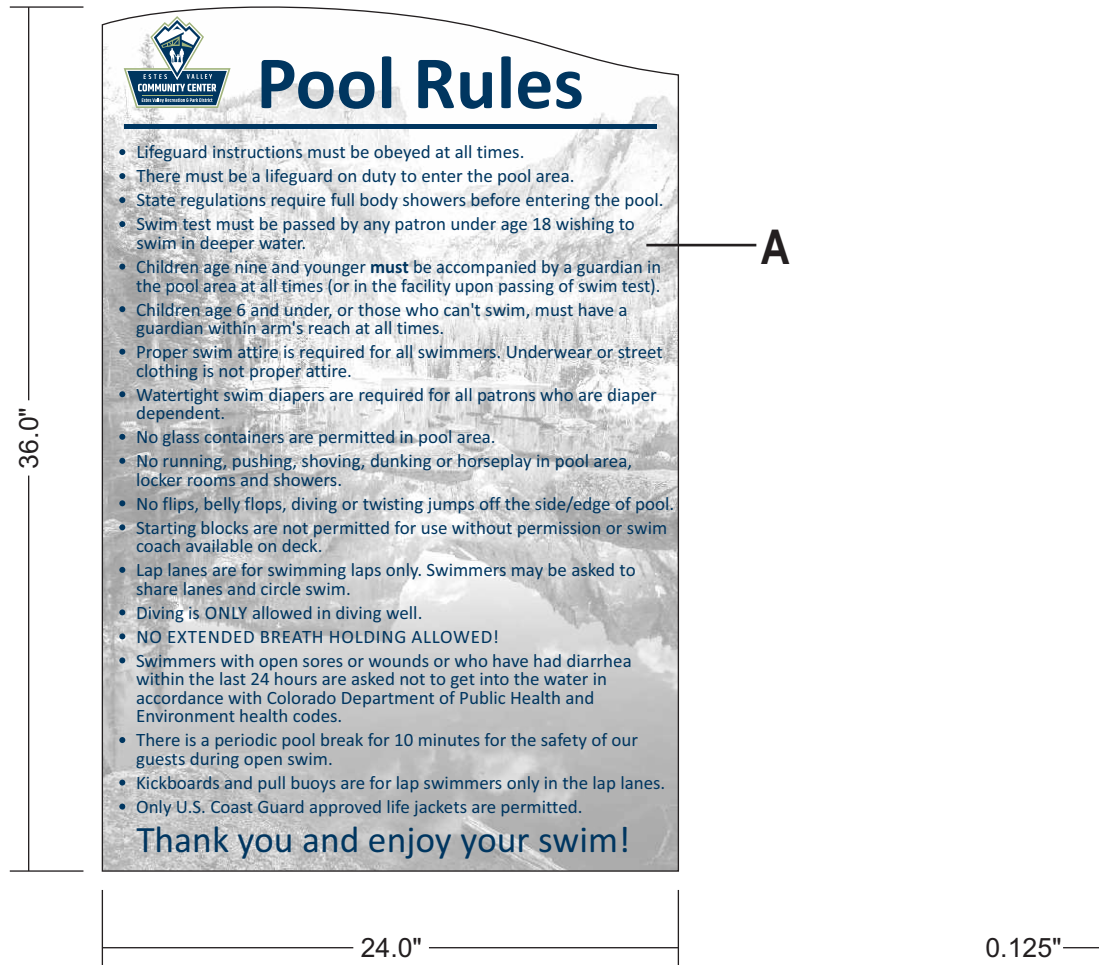 ESTES VALLEY
COMMUNITY CENTER
Estes Valley Recreation & Park District
Pool Rules
• Lifeguard instructions must be obeyed at all times.
• There must be a lifeguard on duty to enter the pool area.
• State regulations require full body showers before entering the pool.
• Swim test must be passed by any patron under age 18 wishing to
swim in deeper water.
A
• Children age nine and younger must be accompanied by a guardian in
the pool area at all times (or in the facility upon passing of swim test).
• Children age 6 and under, or those who can't swim, must have a
guardian within arm's reach at all times.
• Proper swim attire is required for all swimmers. Underwear or street
clothing is not proper attire.
• Watertight swim diapers are required for all patrons who are diaper
dependent.
• No glass containers are permitted in pool area.
• No running, pushing, shoving, dunking or horseplay in pool area,
locker rooms and showers.
• No flips, belly flops, diving or twisting jumps off the side/edge of pool.
• Starting blocks are not permitted for use without permission or swim
coach available on deck.
• Lap lanes are for swimming laps only. Swimmers may be asked to
share lanes and circle swim.
• Diving is ONLY allowed in diving well.
• NO EXTENDED BREATH HOLDING ALLOWED!
• Swimmers with open sores or wounds or who have had diarrhea
within the last 24 hours are asked not to get into the water in
accordance with Colorado Department of Public Health and
Environment health codes.
• There is a periodic pool break for 10 minutes for the safety of our
guests during open swim.
• Kickboards and pull buoys are for lap swimmers only in the lap lanes.
• Only U.S. Coast Guard approved life jackets are permitted.
Thank you and enjoy your swim!
36.0"
24.0"
0.125"